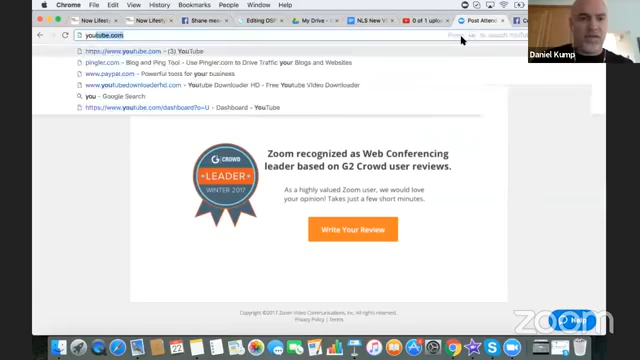 Chrome File Edit View History Bookmarks People Window Help
Now Lifesty
Now Lifesty
Share mess
Editing DSF
My Drive -
NLS New V
0 of 1 uploa
Post Attend
youtube.com
https://www.youtube.com - (3) YouTube
pingler.com - Blog and Ping Tool - Use Pingler.com to Drive Traffic to your Blogs and Websites
www.paypal.com - Powerful tools for your business
www.youtubedownloaderhd.com - Youtube Downloader HD - Free YouTube Video Downloader
you - Google Search
https://www.youtube.com/dashboard?o=U - Dashboard - YouTube
Daniel Kump
G2 CROWD
LEADER
WINTER 2017
Zoom recognized as Web Conferencing
leader based on G2 Crowd user reviews.
As a highly valued Zoom user, we would love
your opinion! Takes just a few short minutes.
Write Your Review
Copyright ©2017 Zoom Video Communications, Inc. All rights reserved.
Privacy Policy | Terms
Help
zoom